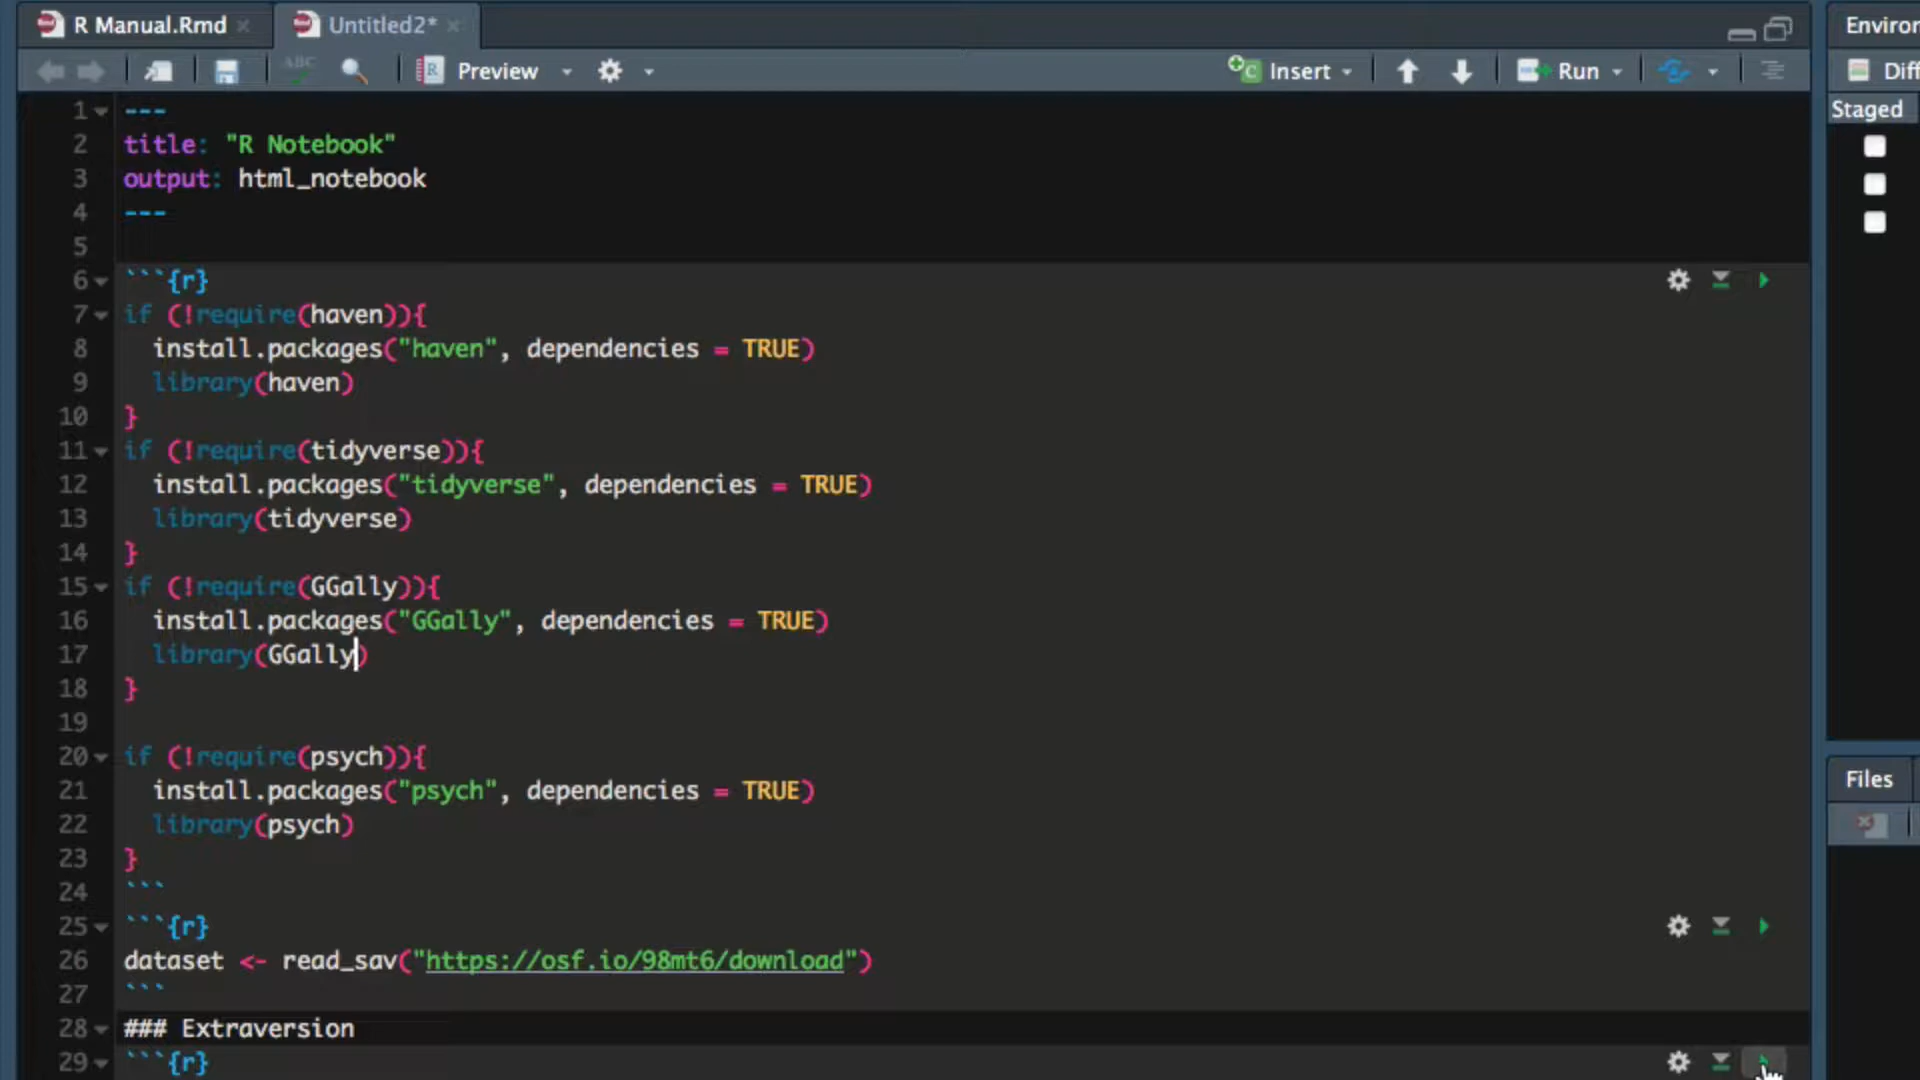 R Manual.Rmd
Untitled2*
Environ
ABC
Preview
Insert
Run
Diff
Staged
1 ---
2 title: "R Notebook"
3 output: html_notebook
4 ---
5
6 ```{r}
7 if (!require(haven)){
8 install.packages("haven", dependencies = TRUE)
9 library(haven)
10 }
11 if (!require(tidyverse)){
12 install.packages("tidyverse", dependencies = TRUE)
13 library(tidyverse)
14 }
15 if (!require(GGally)){
16 install.packages("GGally", dependencies = TRUE)
17 library(GGally)
18 }
19
20 if (!require(psych)){
21 install.packages("psych", dependencies = TRUE)
22 library(psych)
23 }
24 ```
25 ```{r}
26 dataset <- read_sav("https://osf.io/98mt6/download")
27 ```
28 ### Extraversion
29 ```{r}
Files